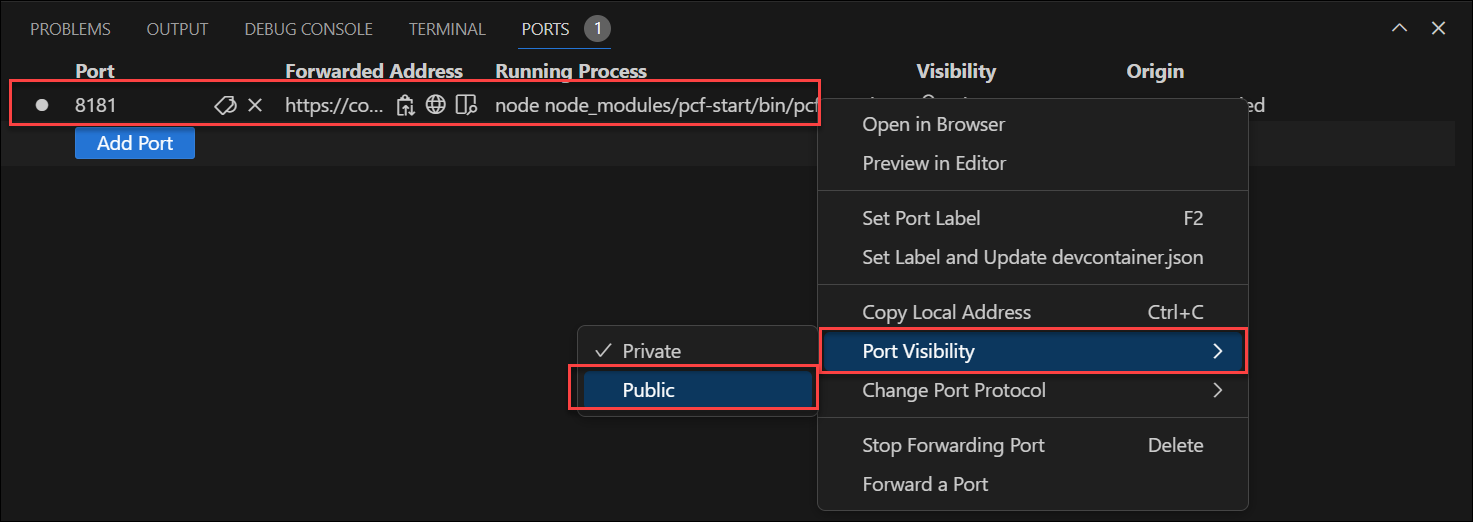 PROBLEMS OUTPUT DEBUG CONSOLE TERMINAL PORTS 1
Port Forwarded Address Running Process Visibility Origin
8181 https://co... node node_modules/pcf-start/bin/pcf
Add Port
Open in Browser
Preview in Editor
Set Port Label F2
Set Label and Update devcontainer.json
Copy Local Address Ctrl+C
Port Visibility
Private
Public
Change Port Protocol
Stop Forwarding Port Delete
Forward a Port